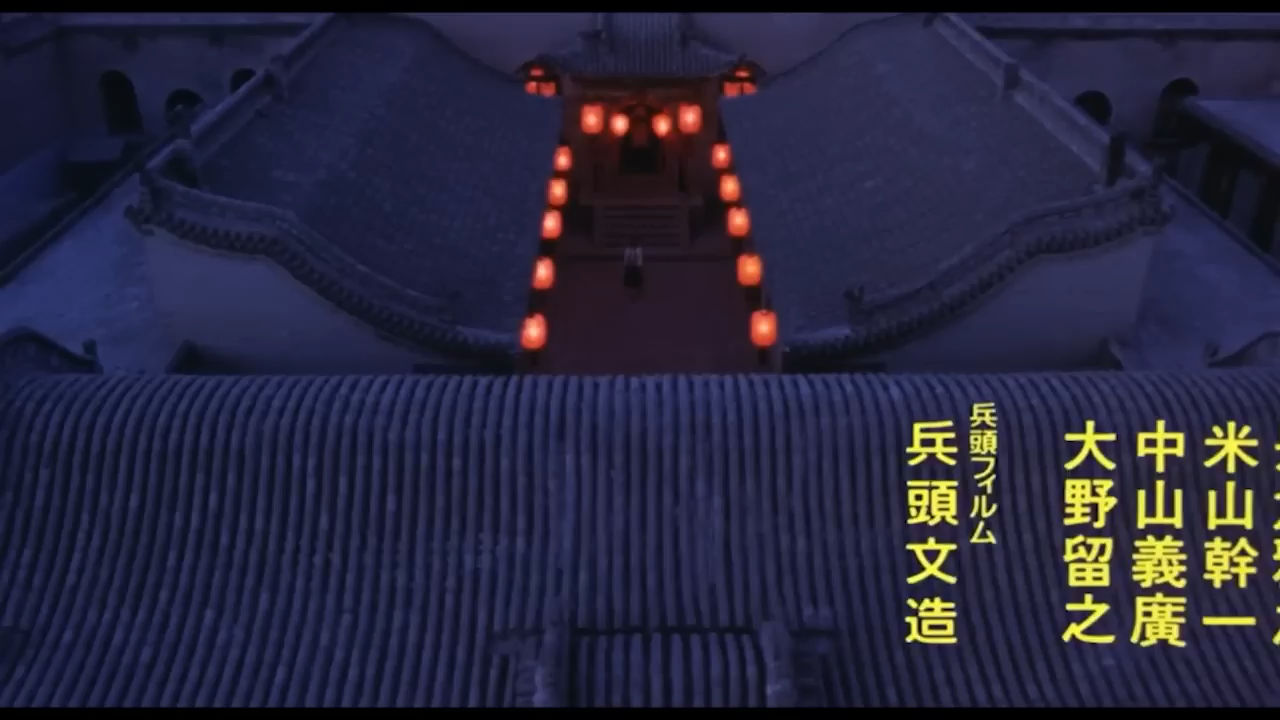 米山幹一
中山義廣
大野留之
兵頭フィルム
兵頭文造